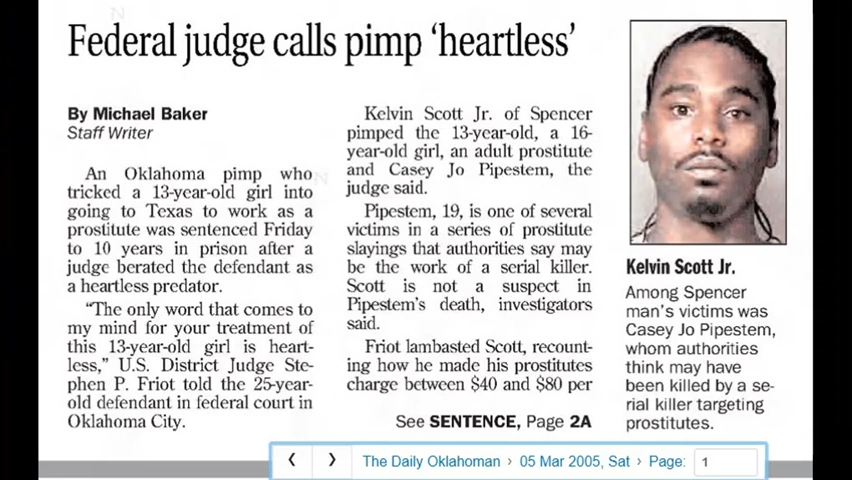 Federal judge calls pimp ‘heartless’
By Michael Baker
Staff Writer
An Oklahoma pimp who
tricked a 13-year-old girl into
going to Texas to work as a
prostitute was sentenced Friday
to 10 years in prison after a
judge berated the defendant as
a heartless predator.
“The only word that comes to
my mind for your treatment of
this 13-year-old girl is heart-
less,” U.S. District Judge Ste-
phen P. Friot told the 25-year-
old defendant in federal court in
Oklahoma City.
Kelvin Scott Jr. of Spencer
pimped the 13-year-old, a 16-
year-old girl, an adult prostitute
and Casey Jo Pipestem, the
judge said.
Pipestem, 19, is one of several
victims in a series of prostitute
slayings that authorities say may
be the work of a serial killer.
Scott is not a suspect in
Pipestem’s death, investigators
said.
Friot lambasted Scott, recount-
ing how he made his prostitutes
charge between $40 and $80 per
See SENTENCE, Page 2A
Kelvin Scott Jr.
Among Spencer
man’s victims was
Casey Jo Pipestem,
whom authorities
think may have
been killed by a se-
rial killer targeting
prostitutes.
The Daily Oklahoman › 05 Mar 2005, Sat › Page: 1